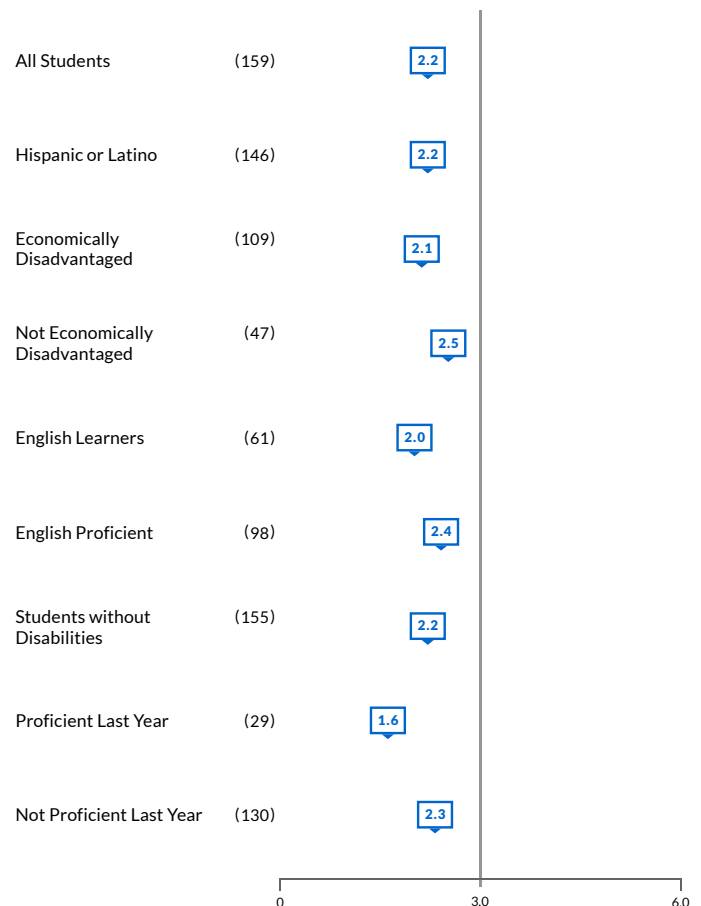 All Students (159) 2.2
Hispanic or Latino (146) 2.2
Economically (109) 2.1
Disadvantaged
Not Economically (47) 2.5
Disadvantaged
English Learners (61) 2.0
English Proficient (98) 2.4
Students without (155) 2.2
Disabilities
Proficient Last Year (29) 1.6
Not Proficient Last Year (130) 2.3
0 3.0 6.0